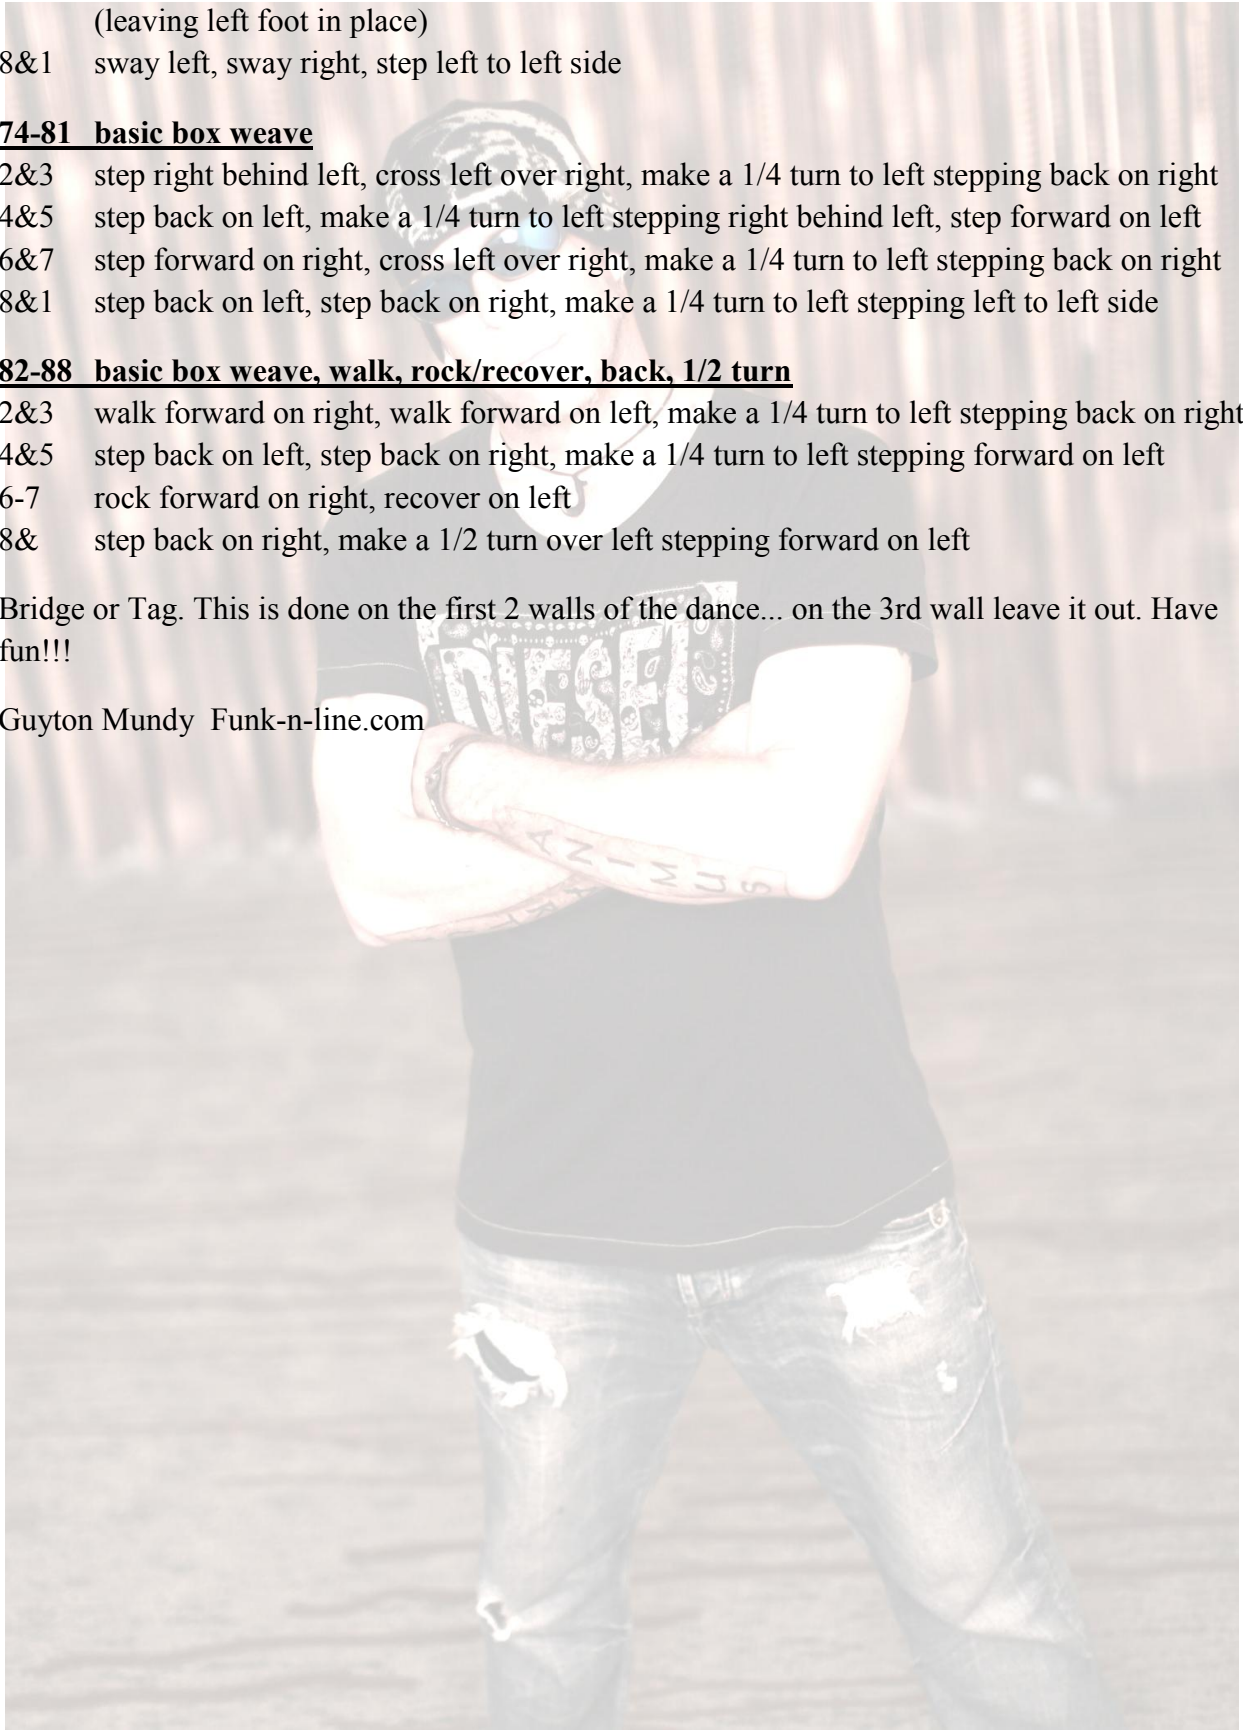 (leaving left foot in place)
8&1 sway left, sway right, step left to left side
74-81 basic box weave
2&3 step right behind left, cross left over right, make a 1/4 turn to left stepping back on right
4&5 step back on left, make a 1/4 turn to left stepping right behind left, step forward on left
6&7 step forward on right, cross left over right, make a 1/4 turn to left stepping back on right
8&1 step back on left, step back on right, make a 1/4 turn to left stepping left to left side
82-88 basic box weave, walk, rock/recover, back, 1/2 turn
2&3 walk forward on right, walk forward on left, make a 1/4 turn to left stepping back on right
4&5 step back on left, step back on right, make a 1/4 turn to left stepping forward on left
6-7 rock forward on right, recover on left
8& step back on right, make a 1/2 turn over left stepping forward on left
Bridge or Tag. This is done on the first 2 walls of the dance... on the 3rd wall leave it out. Have
fun!!!
Guyton Mundy Funk-n-line.com
DIESEL
ANIMUS